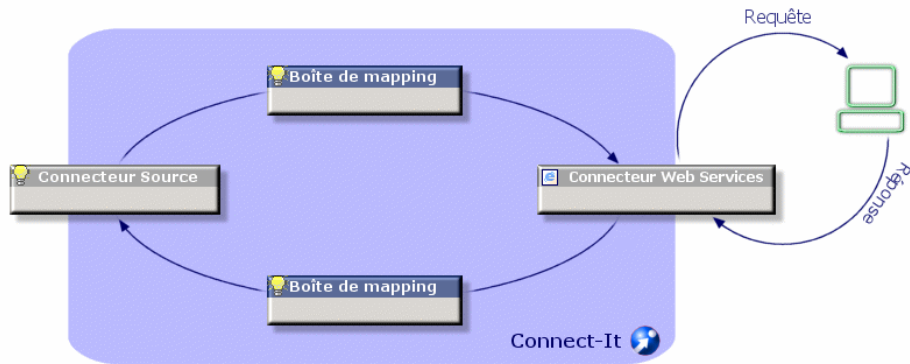 Requête
Boîte de mapping
Connecteur Source
Connecteur Web Services
Réponse
Boîte de mapping
Connect-It